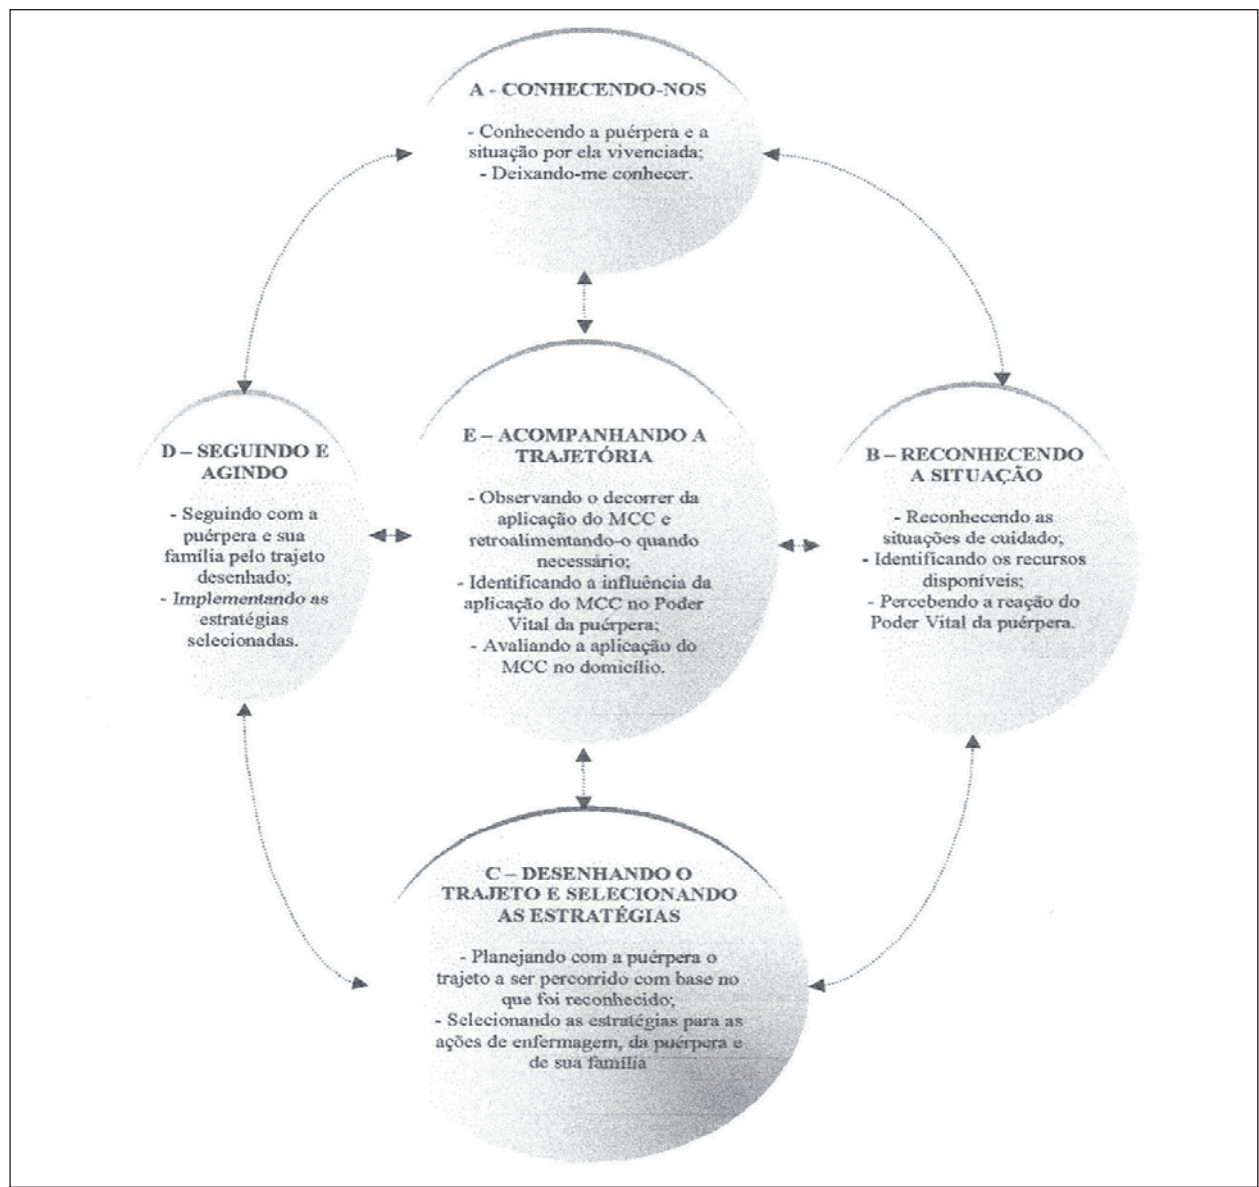 A - CONHECENDO-NOS
- Conhecendo a puérpera e a
situação por ela vivenciada;
- Deixando-me conhecer.
D – SEGUINDO E
AGINDO
- Seguindo com a
puérpera e sua
família pelo trajeto
desenhado;
- Implementando as
estratégias
selecionadas.
E – ACOMPANHANDO A
TRAJETÓRIA
- Observando o decorrer da
aplicação do MCC e
retroalimentando-o quando
necessário;
- Identificando a influência da
aplicação do MCC no Poder
Vital da puérpera;
- Avaliando a aplicação do
MCC no domicílio.
B – RECONHECENDO
A SITUAÇÃO
- Reconhecendo as
situações de cuidado;
- Identificando os recursos
disponíveis;
- Percebendo a reação do
Poder Vital da puérpera.
C – DESENHANDO O
TRAJETO E SELECIONANDO
AS ESTRATÉGIAS
- Planejando com a puérpera o
trajeto a ser percorrido com base no
que foi reconhecido;
- Selecionando as estratégias para as
ações de enfermagem, da puérpera e
de sua família